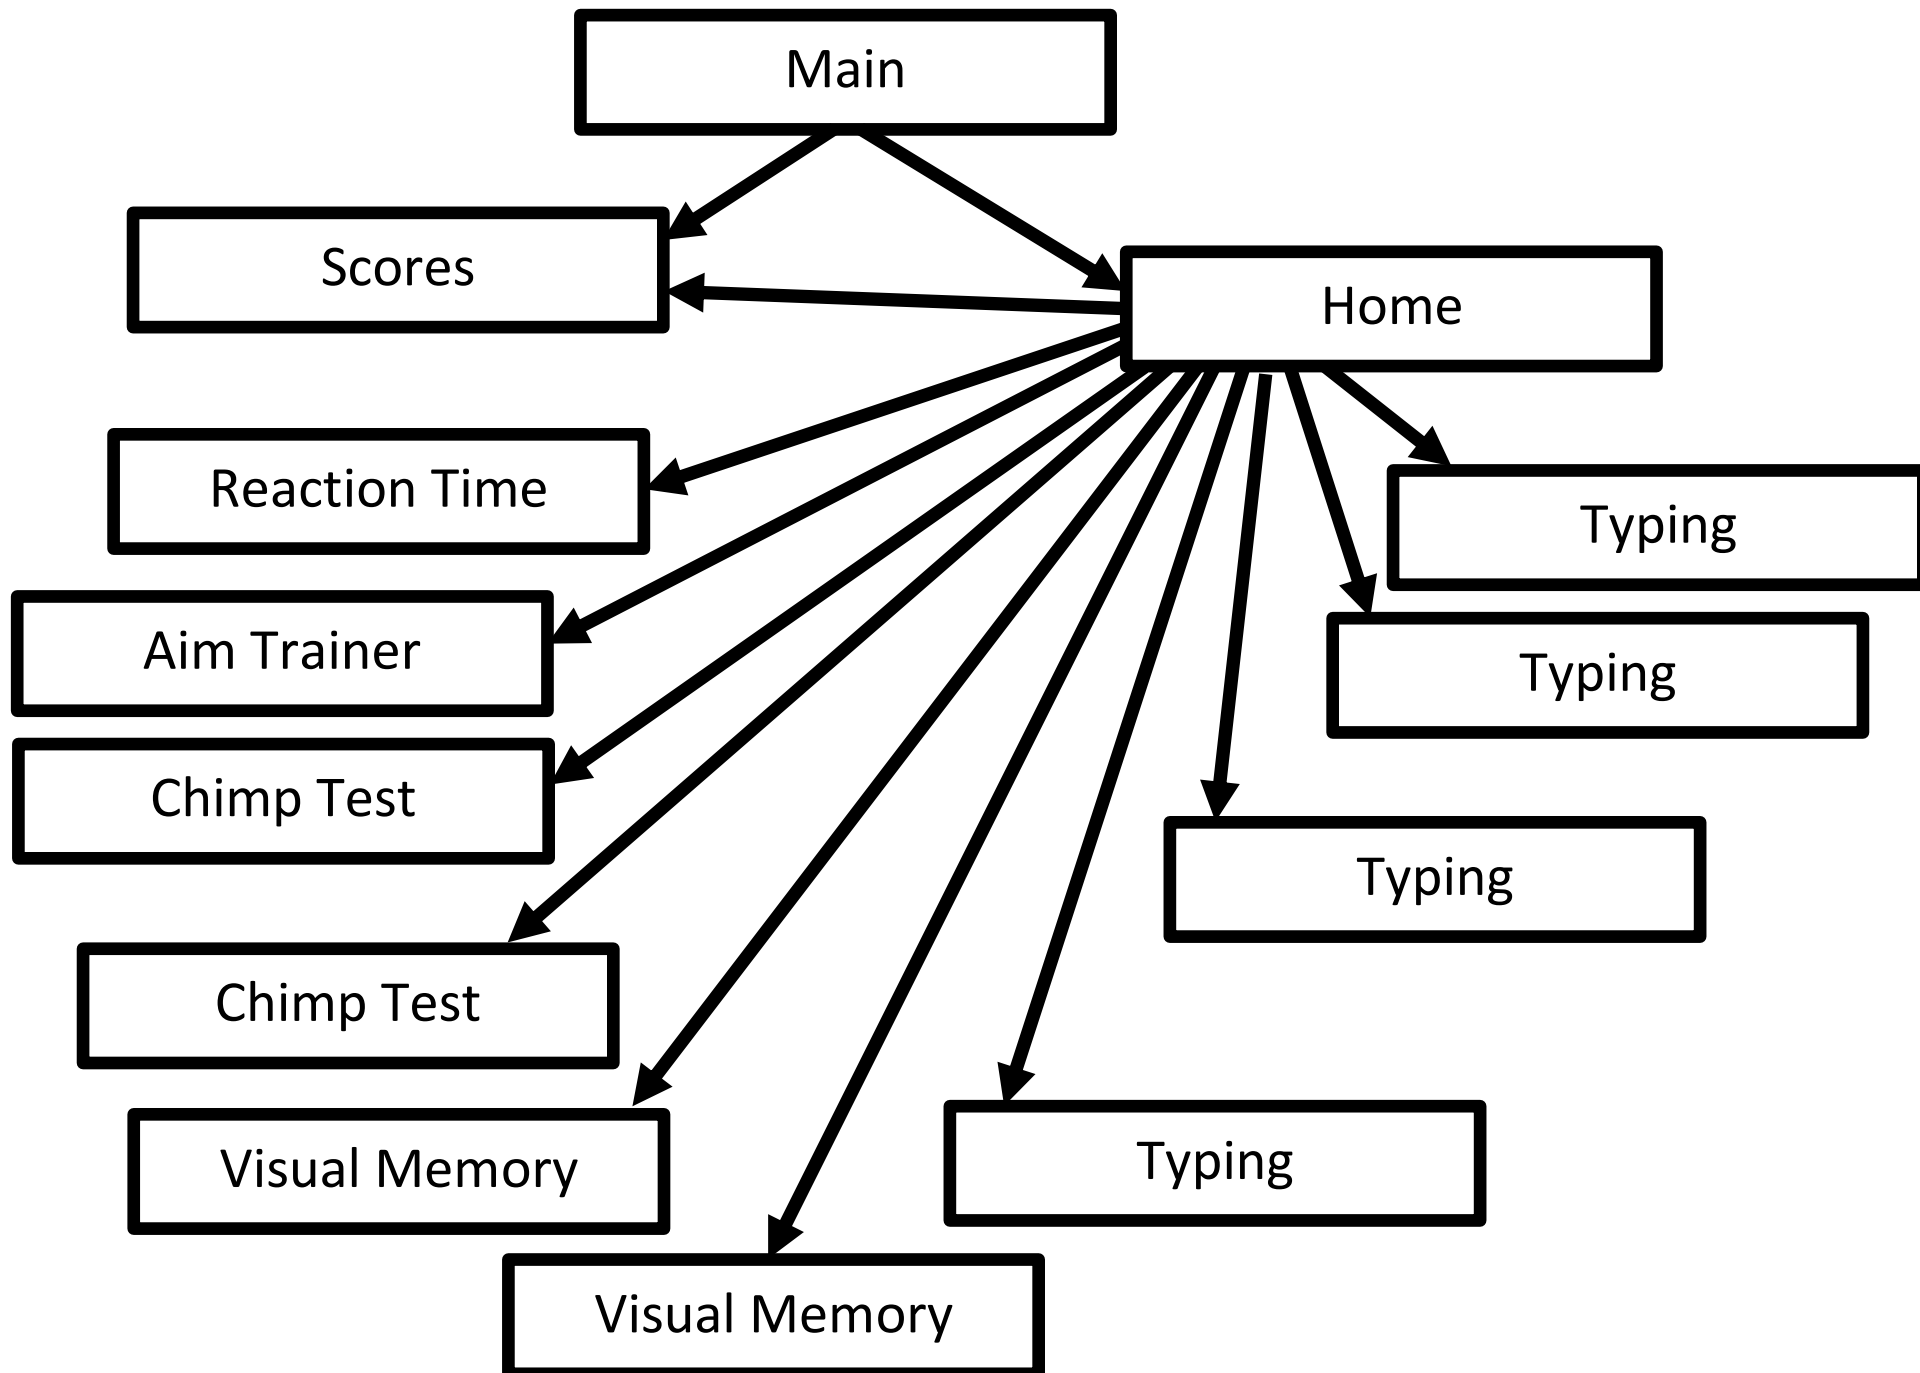 Main
Scores
Home
Reaction Time
Typing
Aim Trainer
Typing
Chimp Test
Typing
Chimp Test
Visual Memory
Typing
Visual Memory